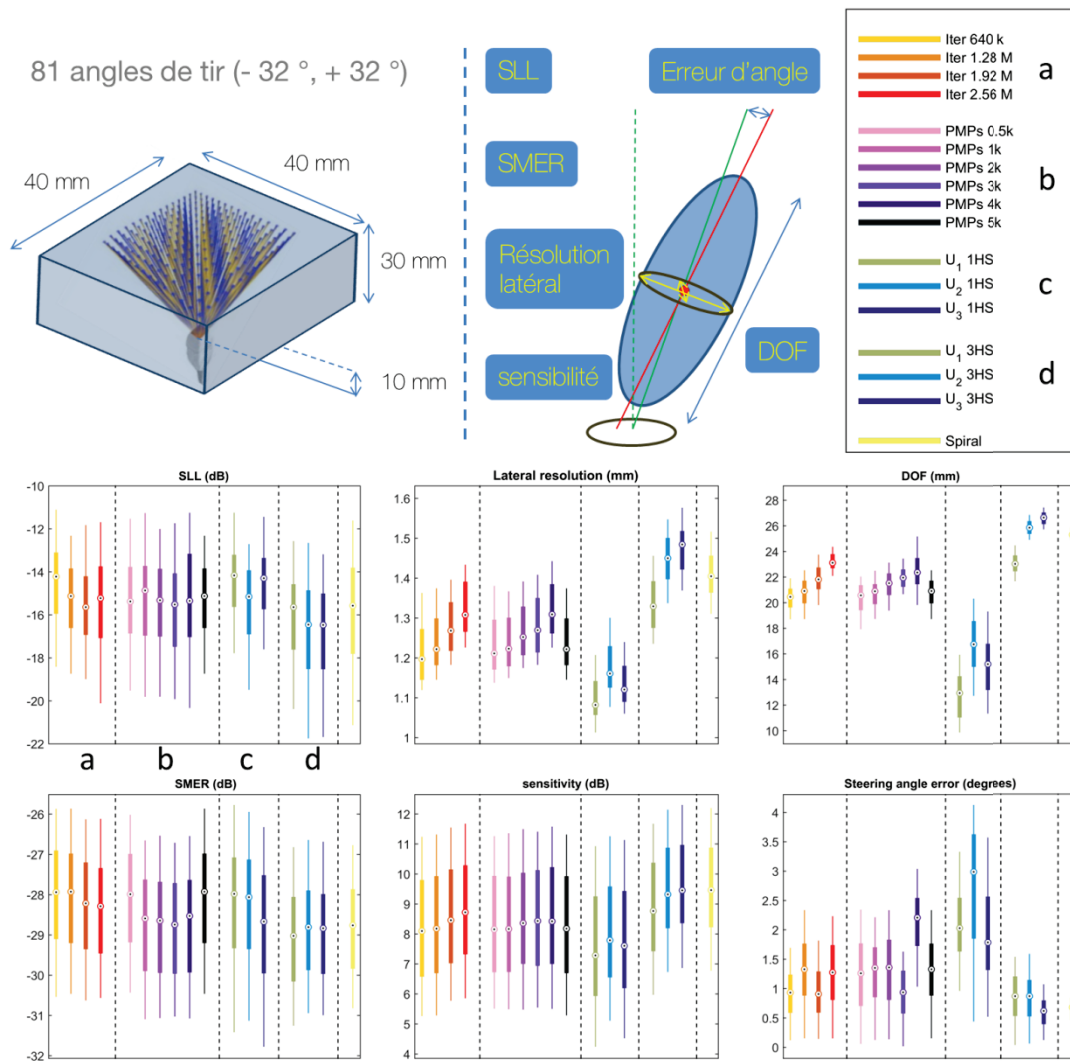 81 angles de tir (- 32 °, + 32 °)
40 mm
40 mm
30 mm
10 mm
SLL
Erreur d'angle
SMER
Résolution
latéral
DOF
sensibilité
Iter 640 k
Iter 1.28 M
Iter 1.92 M
Iter 2.56 M
a
PMPs 0.5k
PMPs 1k
PMPs 2k
PMPs 3k
PMPs 4k
PMPs 5k
b
U1 1HS
U2 1HS
U3 1HS
c
U1 3HS
U2 3HS
U3 3HS
d
Spiral
SLL (dB)
-10
-12
-14
-16
-18
-20
-22
a b c d
Lateral resolution (mm)
1.6
1.5
1.4
1.3
1.2
1.1
1
DOF (mm)
28
26
24
22
20
18
16
14
12
10
SMER (dB)
-26
-27
-28
-29
-30
-31
-32
sensitivity (dB)
12
11
10
9
8
7
6
5
4
Steering angle error (degrees)
4
3.5
3
2.5
2
1.5
1
0.5
0